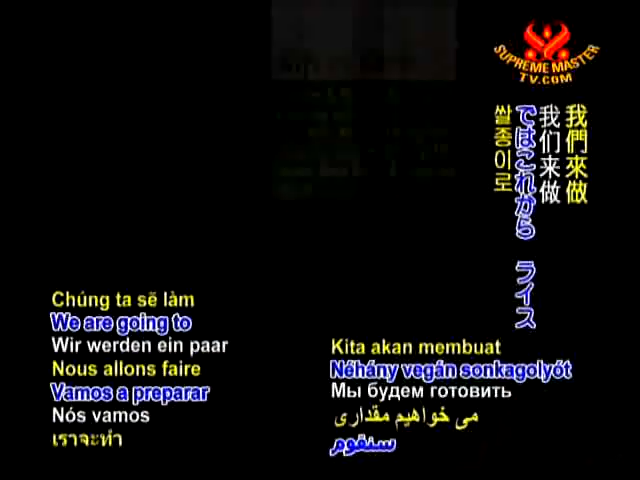 SUPREME MASTER
TV.COM
我們來做
我们来做
ではこれから ライス
쌀종이로
Chúng ta sẽ làm
We are going to
Wir werden ein paar
Nous allons faire
Vamos a preparar
Nós vamos
เราจะทำ
Kita akan membuat
Néhány vegán sonkagolyót
Мы будем готовить
می خواهیم مقداری
سنقوم